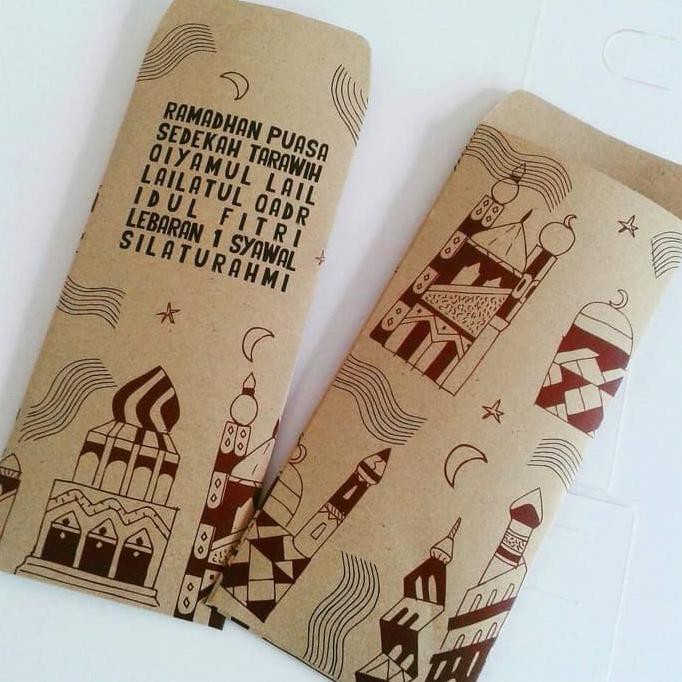 RAMADHAN PUASA
SEDEKAH TARAWIH
QIYAMUL LAIL
LAILATUL QADR
IDUL FITRI
LEBARAN 1 SYAWAL
SILATURAHMI